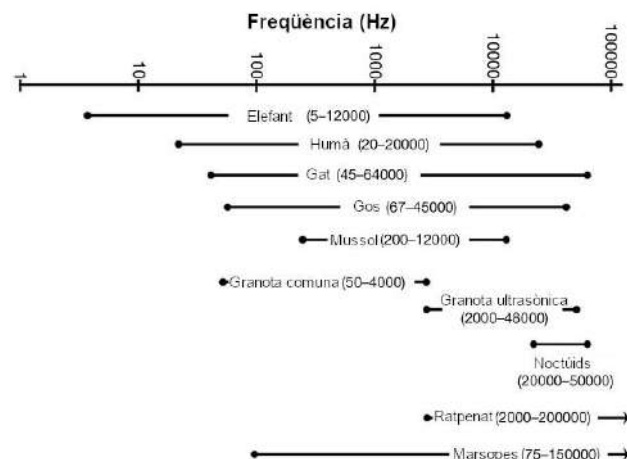 Freqüència (Hz)
1 10 100 1000 10000 100000
Elefant (5–12000)
Humà (20–20000)
Gat (45–64000)
Gos (67–45000)
Mussol (200–12000)
Granota comuna (50–4000)
Granota ultrasònica
(2000–48000)
Noctúids
(20000–50000)
Ratpenat (2000–200000)
Marsopes (75–150000)